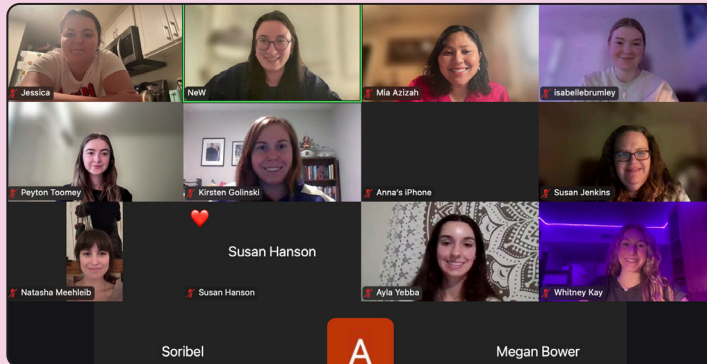 Jessica
NeW
Mia Azizah
isabellebrumley
Peyton Toomey
Kirsten Golinski
Anna's iPhone
Susan Jenkins
Natasha Meehleib
Susan Hanson
Susan Hanson
Ayla Yebba
Whitney Kay
Soribel
A
Megan Bower